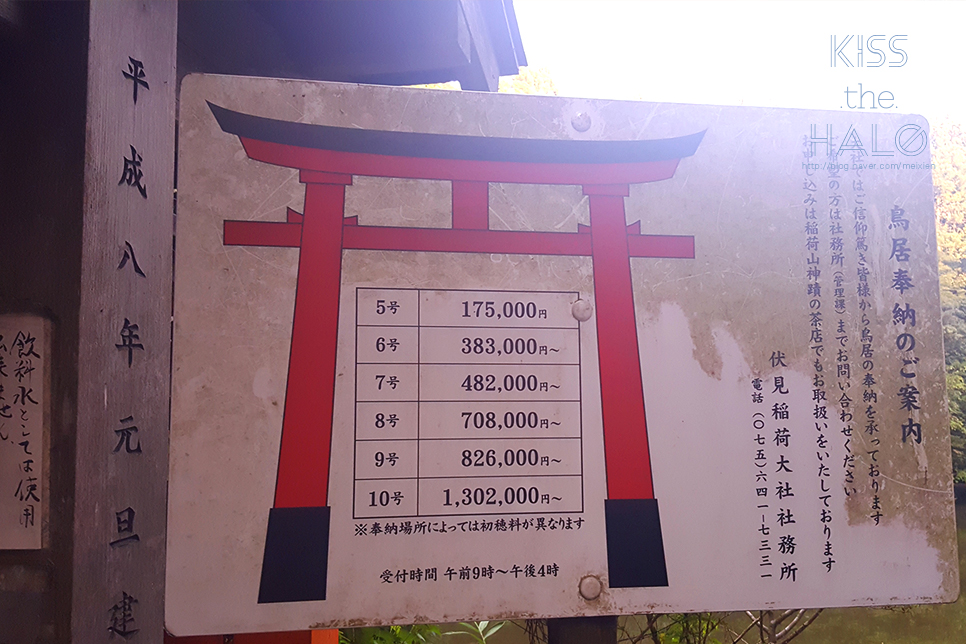 平成八年元旦建
飲料水としては使用
KISS
the
HALO
http://blog.naver.com/meixian
鳥居奉納のご案内
はご信仰篤き皆様から鳥居の奉納を承っております
の方は社務所(管理課)までお問い合わせください
込みは稲荷山神蹟の茶店でもお取扱いをいたしております
伏見稲荷大社社務所
電話(〇七五)六四一-七三三一
5号 175,000円
6号 383,000円～
7号 482,000円～
8号 708,000円～
9号 826,000円～
10号 1,302,000円～
※奉納場所によっては初穂料が異なります
受付時間 午前9時～午後4時